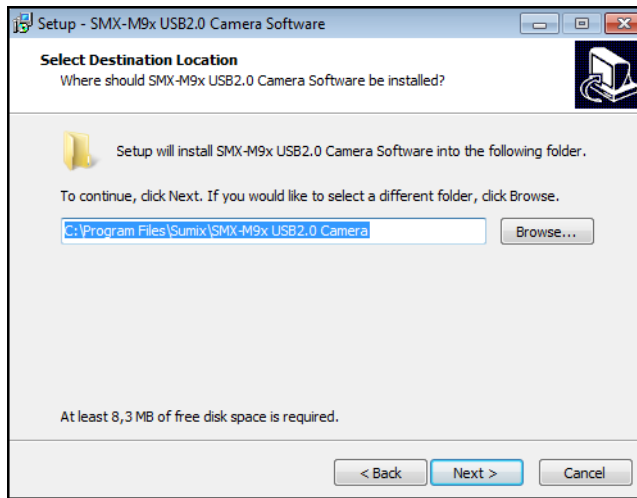 Setup - SMX-M9x USB2.0 Camera Software
Select Destination Location
Where should SMX-M9x USB2.0 Camera Software be installed?
Setup will install SMX-M9x USB2.0 Camera Software into the following folder.
To continue, click Next. If you would like to select a different folder, click Browse.
C:\Program Files\Sumix\SMX-M9x USB2.0 Camera
Browse...
At least 8,3 MB of free disk space is required.
< Back
Next >
Cancel